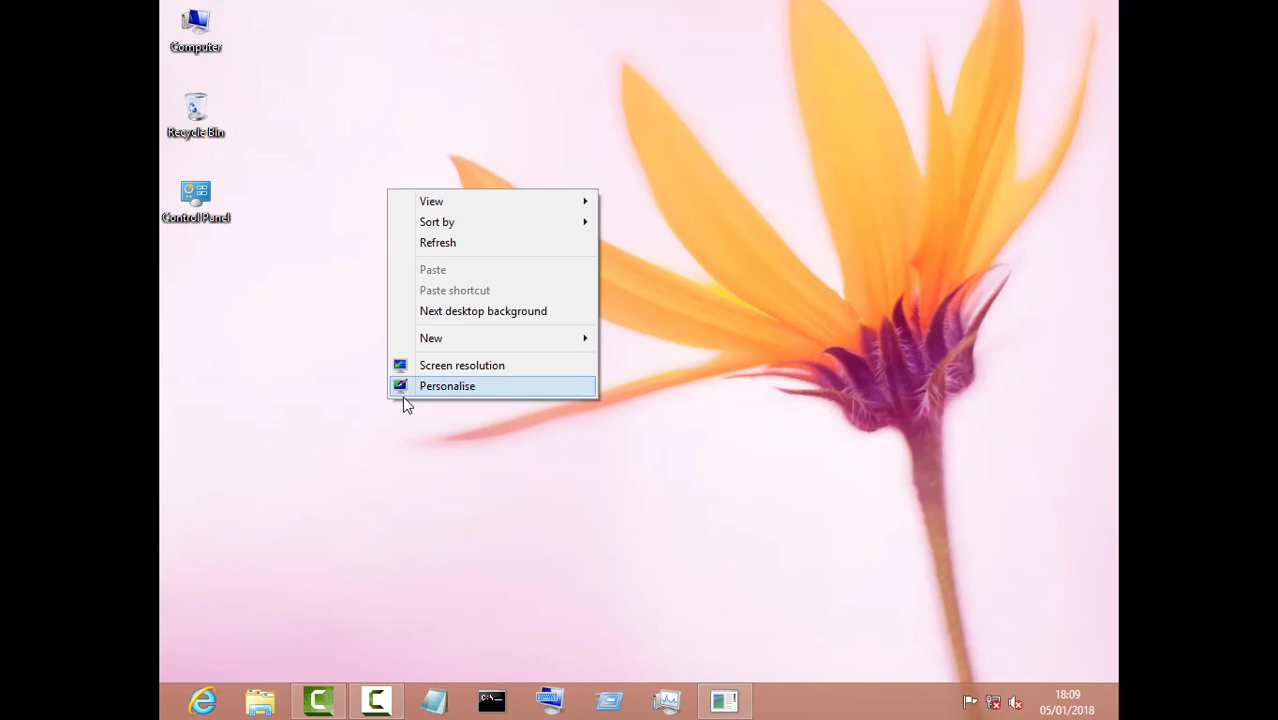 Computer
Recycle Bin
Control Panel
View
Sort by
Refresh
Paste
Paste shortcut
Next desktop background
New
Screen resolution
Personalise
18:09
05/01/2018